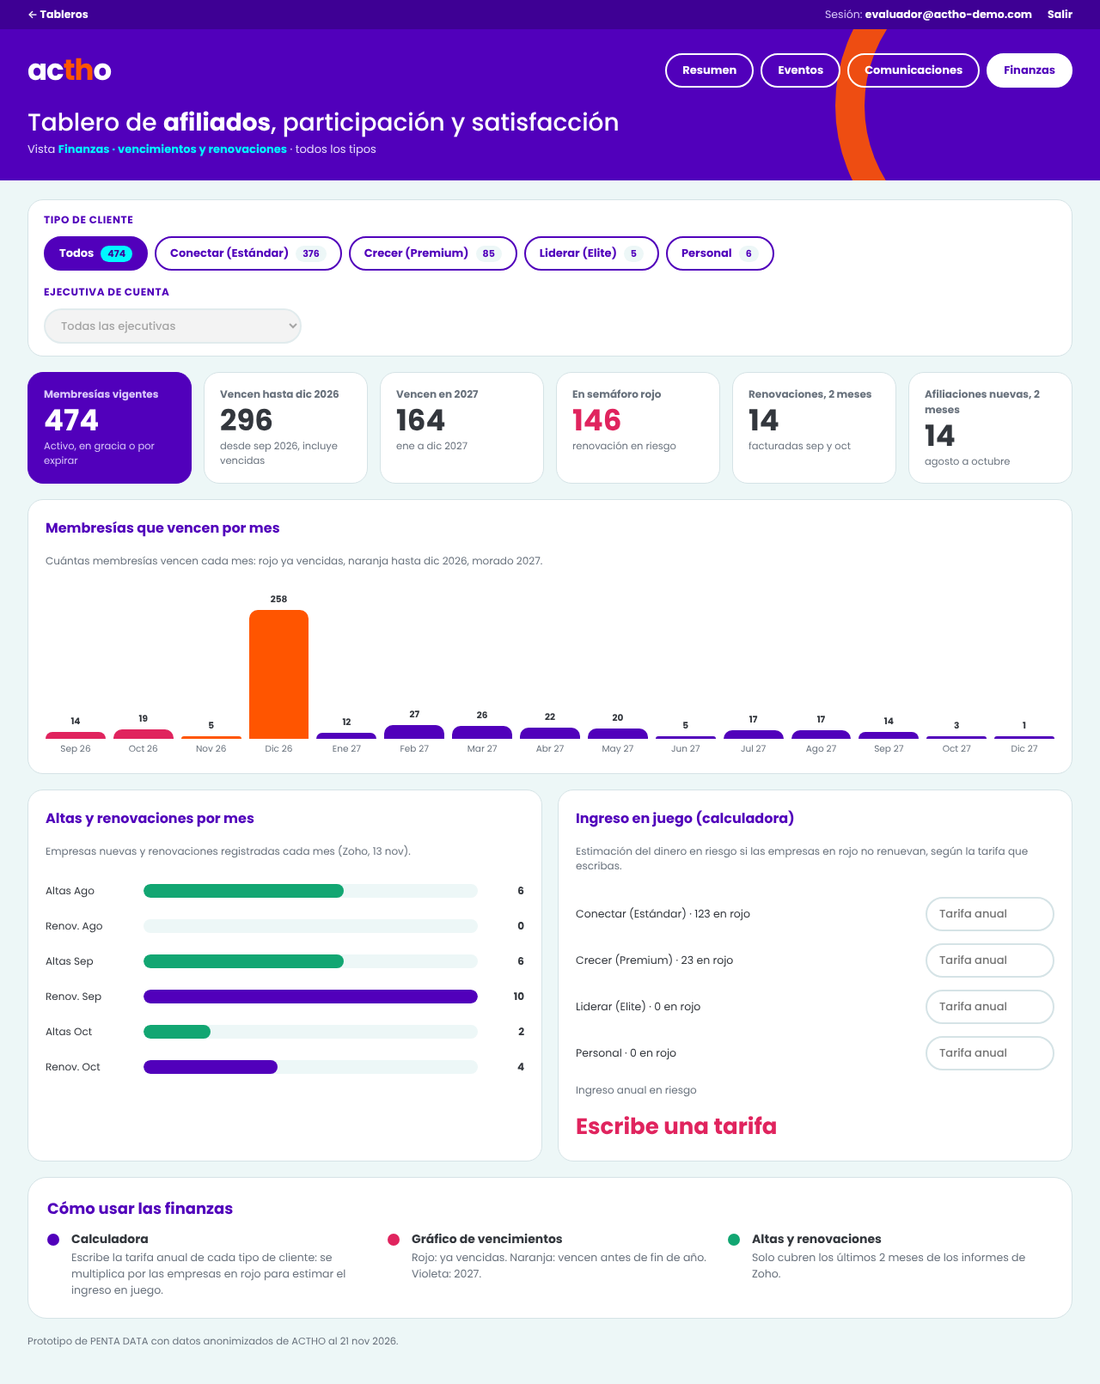 ← Tableros
Sesión: evaluador@actho-demo.com Salir
actho
Resumen Eventos Comunicaciones Finanzas
Tablero de afiliados, participación y satisfacción
Vista Finanzas · vencimientos y renovaciones · todos los tipos
TIPO DE CLIENTE
Todos 474 Conectar (Estándar) 376 Crecer (Premium) 85 Liderar (Elite) 5 Personal 6
EJECUTIVA DE CUENTA
Todas las ejecutivas
Membresías vigentes
474
Activo, en gracia o por
expirar
Vencen hasta dic 2026
296
desde sep 2026, incluye
vencidas
Vencen en 2027
164
ene a dic 2027
En semáforo rojo
146
renovación en riesgo
Renovaciones, 2 meses
14
facturadas sep y oct
Afiliaciones nuevas, 2
meses
14
agosto a octubre
Membresías que vencen por mes
Cuántas membresías vencen cada mes: rojo ya vencidas, naranja hasta dic 2026, morado 2027.
14 19 5 258 12 27 26 22 20 5 17 17 14 3 1
Sep 26 Oct 26 Nov 26 Dic 26 Ene 27 Feb 27 Mar 27 Abr 27 May 27 Jun 27 Jul 27 Ago 27 Sep 27 Oct 27 Dic 27
Altas y renovaciones por mes
Empresas nuevas y renovaciones registradas cada mes (Zoho, 13 nov).
Altas Ago 6
Renov. Ago 0
Altas Sep 6
Renov. Sep 10
Altas Oct 2
Renov. Oct 4
Ingreso en juego (calculadora)
Estimación del dinero en riesgo si las empresas en rojo no renuevan, según la tarifa que
escribas.
Conectar (Estándar) · 123 en rojo Tarifa anual
Crecer (Premium) · 23 en rojo Tarifa anual
Liderar (Elite) · 0 en rojo Tarifa anual
Personal · 0 en rojo Tarifa anual
Ingreso anual en riesgo
Escribe una tarifa
Cómo usar las finanzas
Calculadora
Escribe la tarifa anual de cada tipo de cliente: se
multiplica por las empresas en rojo para estimar el
ingreso en juego.
Gráfico de vencimientos
Rojo: ya vencidas. Naranja: vencen antes de fin de año.
Violeta: 2027.
Altas y renovaciones
Solo cubren los últimos 2 meses de los informes de
Zoho.
Prototipo de PENTA DATA con datos anonimizados de ACTHO al 21 nov 2026.